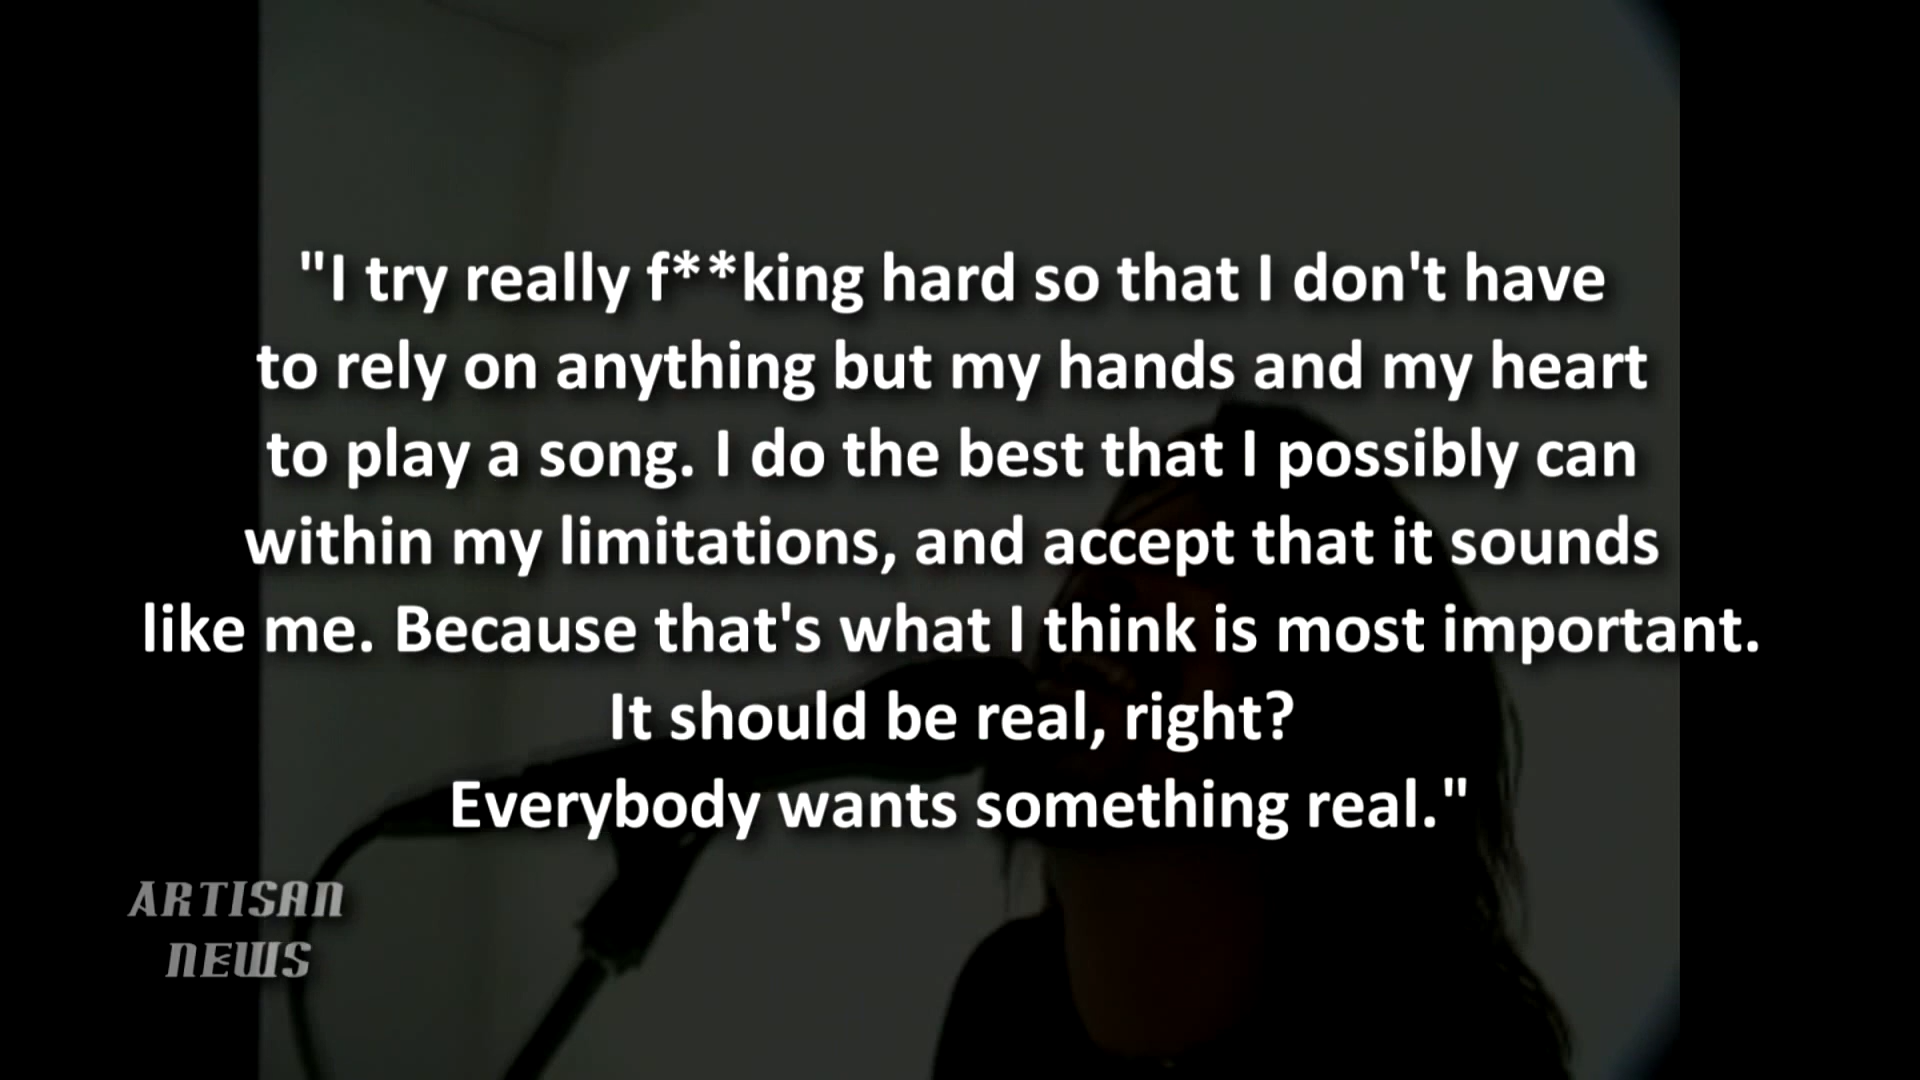 "I try really f**king hard so that I don't have
to rely on anything but my hands and my heart
to play a song. I do the best that I possibly can
within my limitations, and accept that it sounds
like me. Because that's what I think is most important.
It should be real, right?
Everybody wants something real."
ARTISAN
NEWS